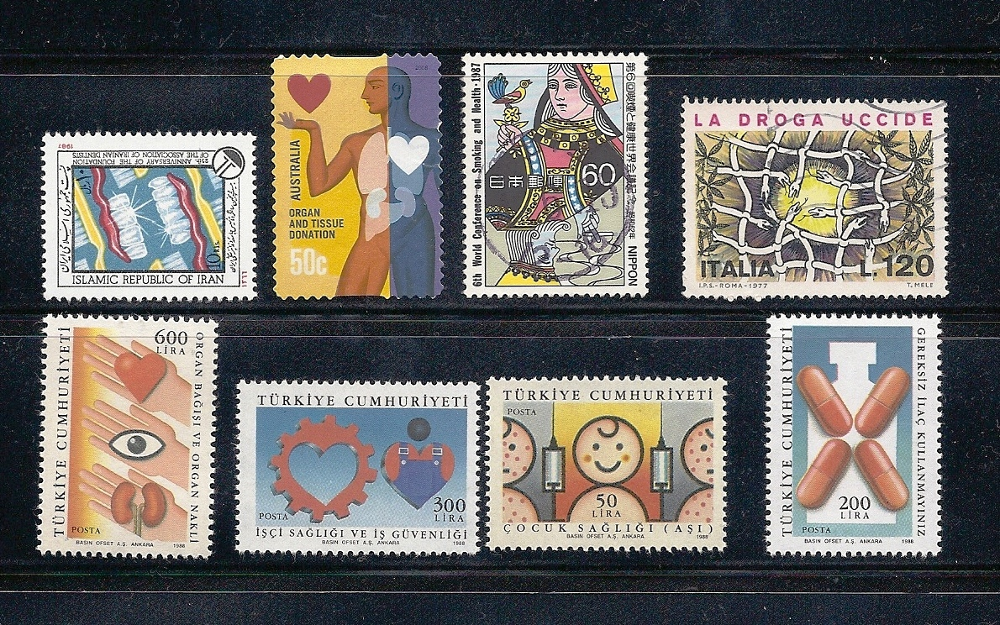 1987
25th ANNIVERSARY OF THE FOUNDATION
OF THE ASSOCIATION OF IRANIAN DENTISTS
10 RLS.
ISLAMIC REPUBLIC OF IRAN
۱۳۶۶
2008
AUSTRALIA
ORGAN
AND TISSUE
DONATION
50c
6th World Conference on Smoking and Health·1987
第6回喫煙と健康世界会議記念
日本郵便
60
NIPPON
LA DROGA UCCIDE
ITALIA
L.120
I.P.S.-ROMA-1977
T. MELE
TÜRKİYE CUMHURİYETİ
600
LİRA
ORGAN BAĞIŞI VE ORGAN NAKLİ
POSTA
BASIN OFSET A.Ş. ANKARA
1988
TÜRKİYE CUMHURİYETİ
POSTA
300
LİRA
İŞÇİ SAĞLIĞI VE İŞ GÜVENLİĞİ
BASIN OFSET A.Ş. ANKARA
1988
TÜRKİYE CUMHURİYETİ
POSTA
50
LİRA
ÇOCUK SAĞLIĞI (AŞI)
BASIN OFSET A.Ş. ANKARA
1988
TÜRKİYE CUMHURİYETİ
GEREKSİZ İLAÇ KULLANMAYINIZ
200
LİRA
POSTA
BASIN OFSET A.Ş. ANKARA
1988